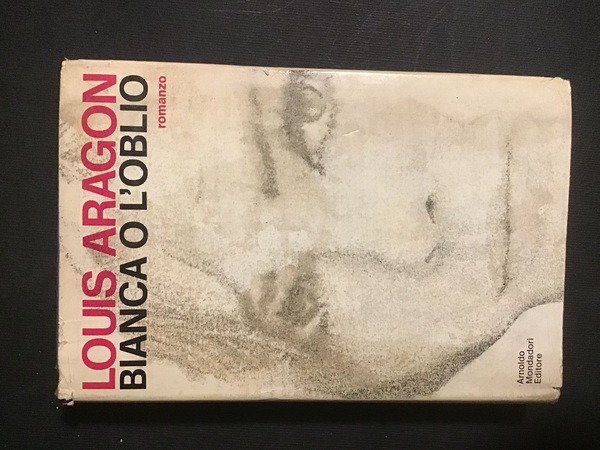 LOUIS ARAGON
BIANCA O L'OBLIO
romanzo
Arnoldo
Mondadori
Editore